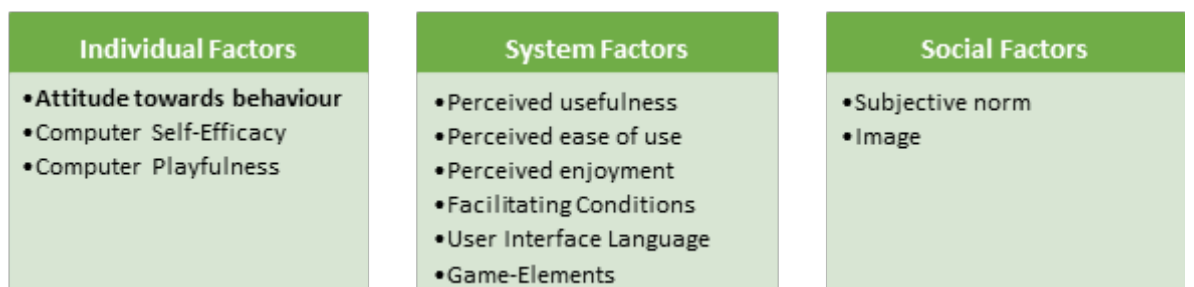 Individual Factors
•Attitude towards behaviour
•Computer Self-Efficacy
•Computer Playfulness
System Factors
•Perceived usefulness
•Perceived ease of use
•Perceived enjoyment
•Facilitating Conditions
•User Interface Language
•Game-Elements
Social Factors
•Subjective norm
•Image